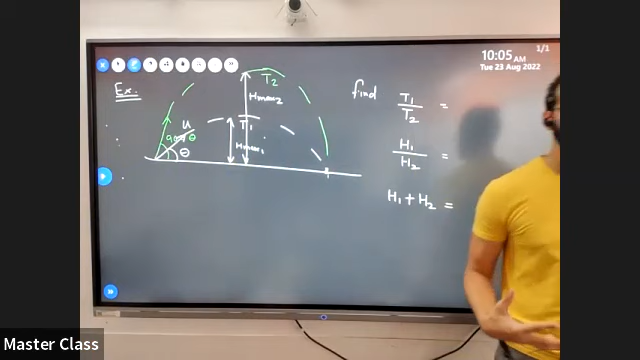 1/1
10:05 AM
Tue 23 Aug 2022
Ex.
T2
Hmax2
T1
Hmax1
u
90-θ
θ
find T1/T2 =
H1/H2 =
H1 + H2 =
Master Class